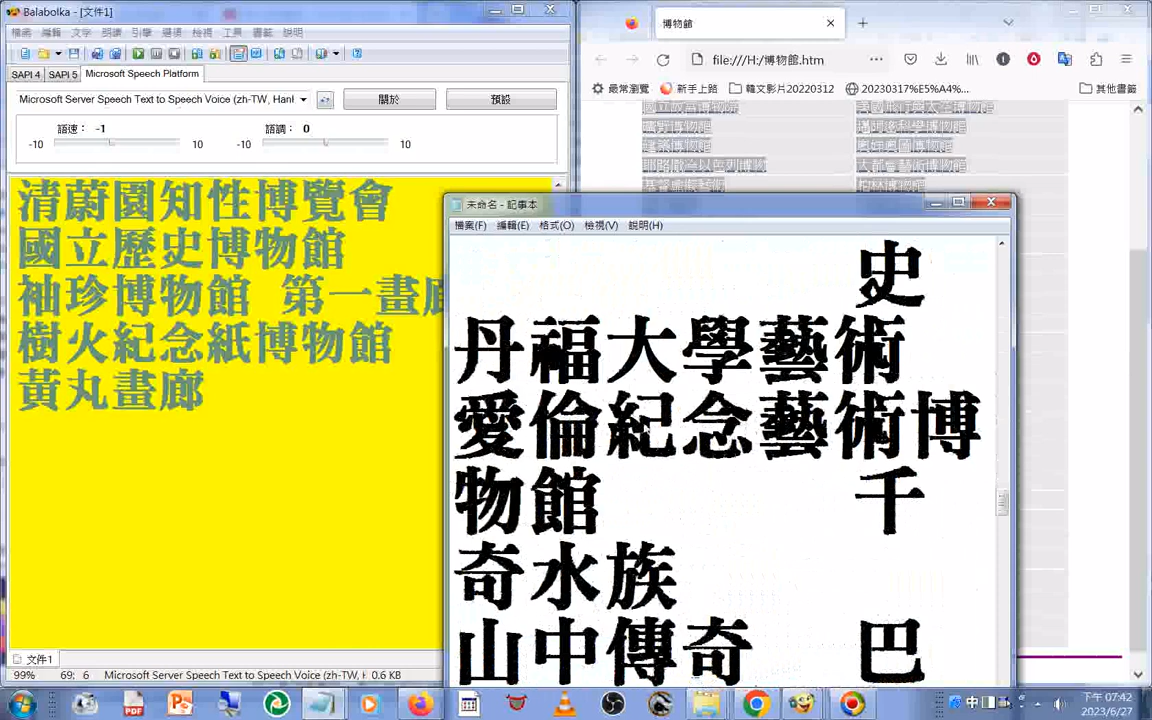 Balabolka - [文件1]
檔案 編輯 文字 朗讀 引擎 選項 檢視 工具 書籤 說明
SAPI 4 SAPI 5 Microsoft Speech Platform
Microsoft Server Speech Text to Speech Voice (zh-TW, Hanl
關於
預設
語速： -1
語調： 0
-10 10 -10 10
清蔚園知性博覽會
國立歷史博物館
袖珍博物館 第一畫廊
樹火紀念紙博物館
黃丸畫廊
文件1
99% 69: 6 Microsoft Server Speech Text to Speech Voice (zh-TW, H 0.6 KB
博物館
file:///H:/博物館.htm
最常瀏覽 新手上路 韓文影片20220312 20230317%E5%A4%... 其他書籤
未命名 - 記事本
檔案(F) 編輯(E) 格式(O) 檢視(V) 說明(H)
史
丹福大學藝術
愛倫紀念藝術博
物館 千
奇水族
山中傳奇 巴
中
下午 07:42
2023/6/27